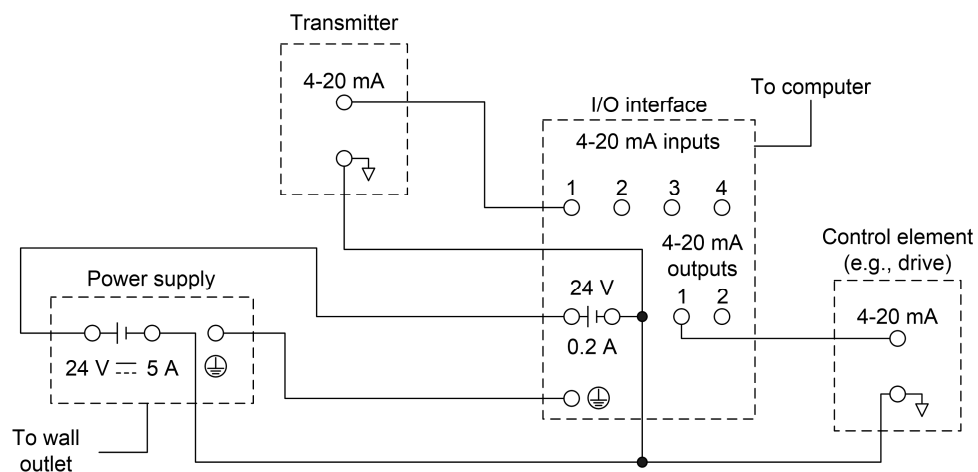 Transmitter
4-20 mA
To computer
I/O interface
4-20 mA inputs
1 2 3 4
4-20 mA
outputs
1 2
24 V
0.2 A
Control element
(e.g., drive)
4-20 mA
Power supply
24 V 5 A
To wall
outlet